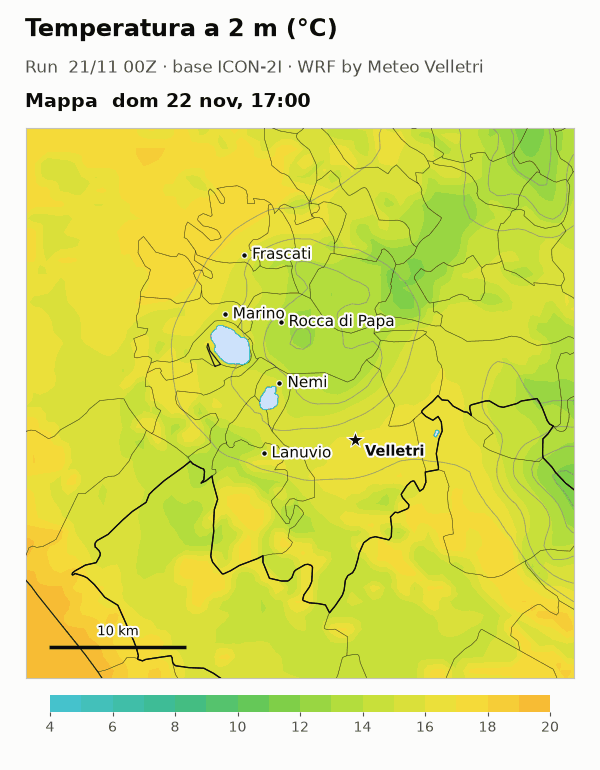 Temperatura a 2 m (°C)
Run  21/11 00Z · base ICON-2I · WRF by Meteo Velletri
Mappa  dom 22 nov, 17:00
Frascati
Marino
Rocca di Papa
Nemi
Lanuvio
Velletri
10 km
4 6 8 10 12 14 16 18 20